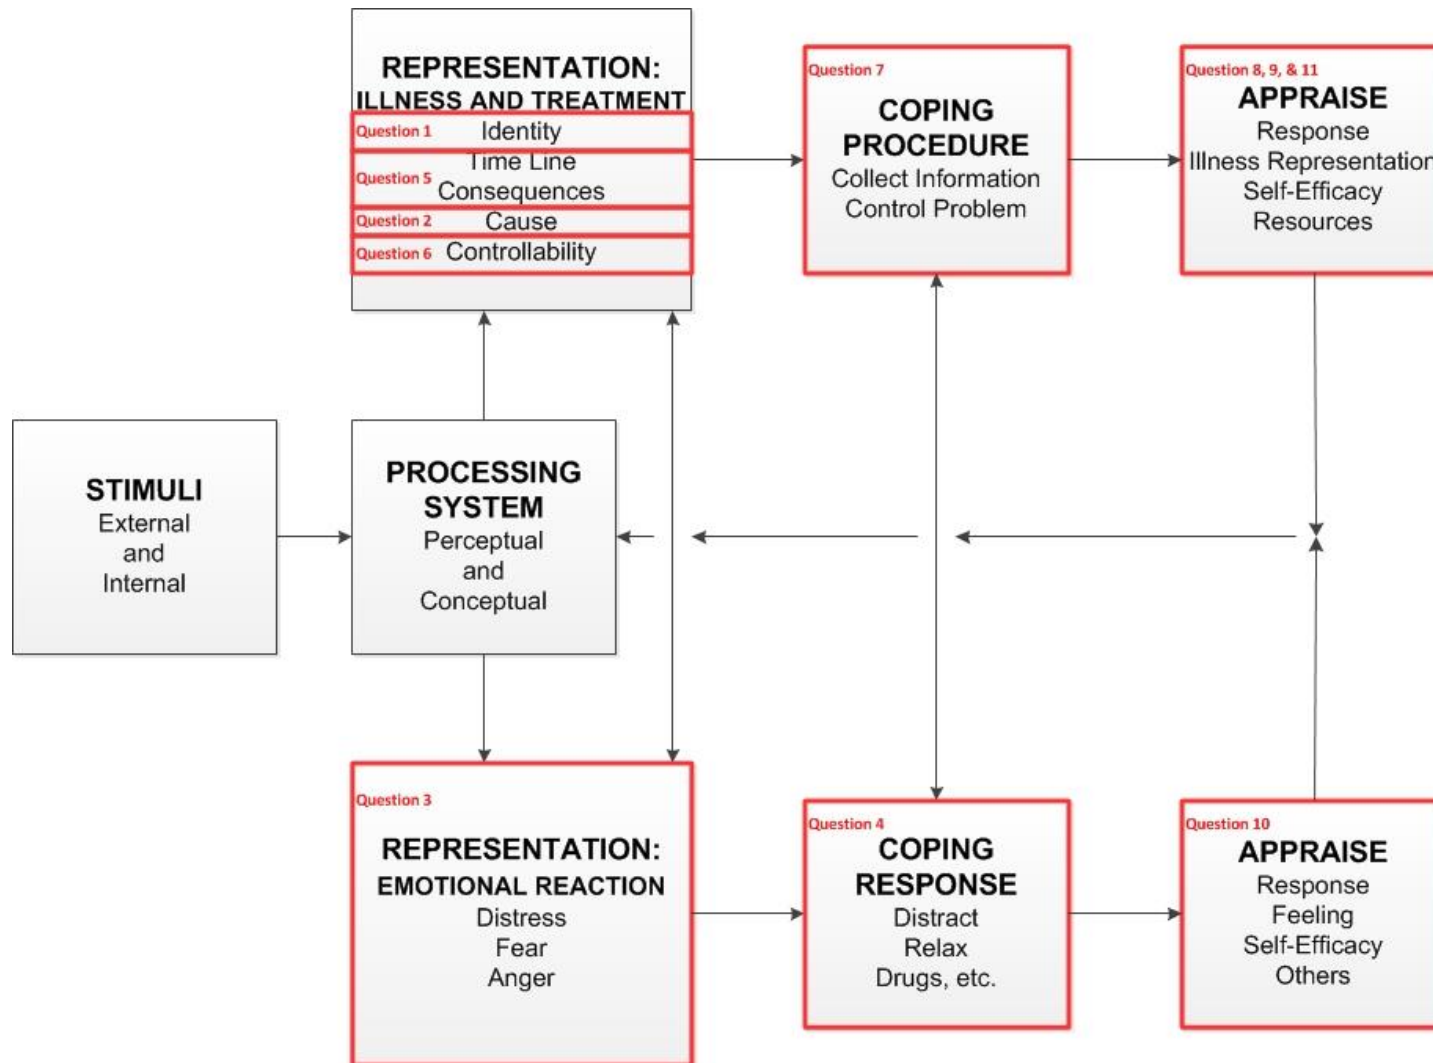 REPRESENTATION:
ILLNESS AND TREATMENT
Question 1
Identity
Question 5
Time Line
Consequences
Question 2
Cause
Question 6
Controllability
Question 7
COPING
PROCEDURE
Collect Information
Control Problem
Question 8, 9, & 11
APPRAISE
Response
Illness Representation
Self-Efficacy
Resources
STIMULI
External
and
Internal
PROCESSING
SYSTEM
Perceptual
and
Conceptual
Question 3
REPRESENTATION:
EMOTIONAL REACTION
Distress
Fear
Anger
Question 4
COPING
RESPONSE
Distract
Relax
Drugs, etc.
Question 10
APPRAISE
Response
Feeling
Self-Efficacy
Others